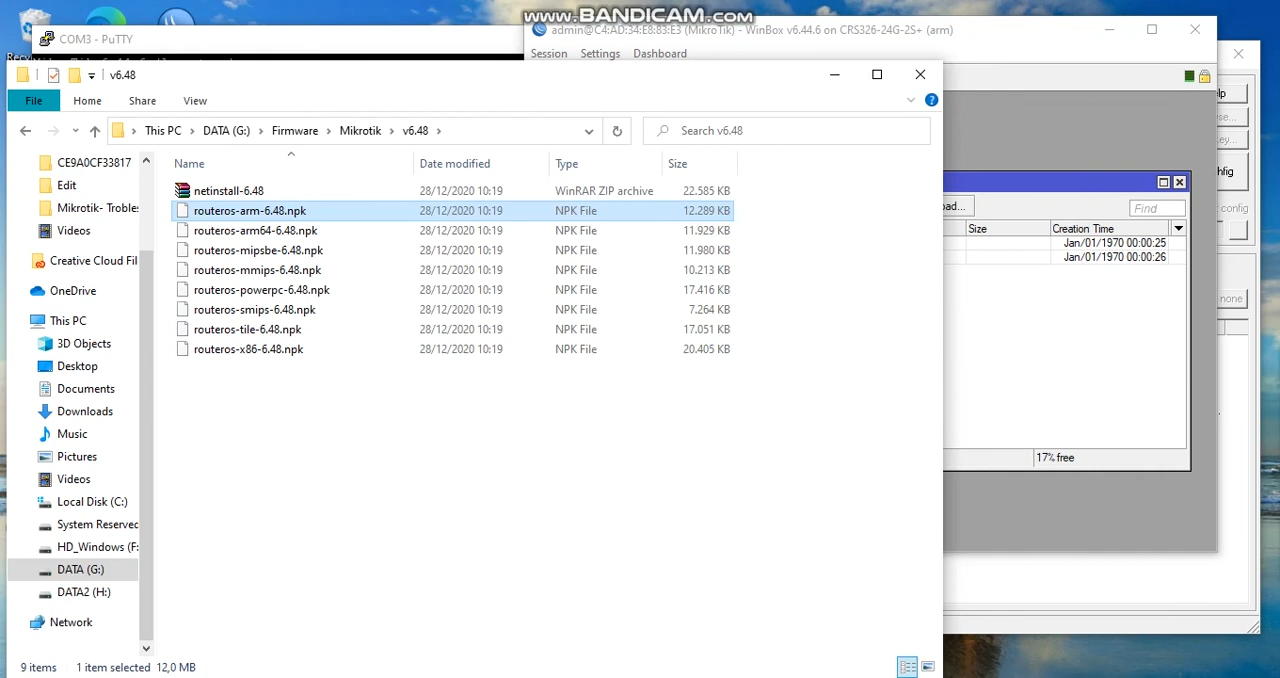 www.BANDICAM.com
COM3 - PuTTY
admin@C4:AD:34:E8:83:E3 (MikroTik) - WinBox v6.44.6 on CRS326-24G-2S+ (arm)
Session Settings Dashboard
v6.48
File Home Share View
This PC > DATA (G:) > Firmware > Mikrotik > v6.48 >
Search v6.48
Name Date modified Type Size
netinstall-6.48 28/12/2020 10:19 WinRAR ZIP archive 22.585 KB
routeros-arm-6.48.npk 28/12/2020 10:19 NPK File 12.289 KB
routeros-arm64-6.48.npk 28/12/2020 10:19 NPK File 11.929 KB
routeros-mipsbe-6.48.npk 28/12/2020 10:19 NPK File 11.980 KB
routeros-mmips-6.48.npk 28/12/2020 10:19 NPK File 10.213 KB
routeros-powerpc-6.48.npk 28/12/2020 10:19 NPK File 17.416 KB
routeros-smips-6.48.npk 28/12/2020 10:19 NPK File 7.264 KB
routeros-tile-6.48.npk 28/12/2020 10:19 NPK File 17.051 KB
routeros-x86-6.48.npk 28/12/2020 10:19 NPK File 20.405 KB
CE9A0CF33817
Edit
Mikrotik- Trobles
Videos
Creative Cloud Fil
OneDrive
This PC
3D Objects
Desktop
Documents
Downloads
Music
Pictures
Videos
Local Disk (C:)
System Reserved
HD_Windows (F:
DATA (G:)
DATA2 (H:)
Network
9 items 1 item selected 12,0 MB
oad... Find
Size Creation Time
Jan/01/1970 00:00:25
Jan/01/1970 00:00:26
17% free
lp
se...
ey...
nfig
config
none